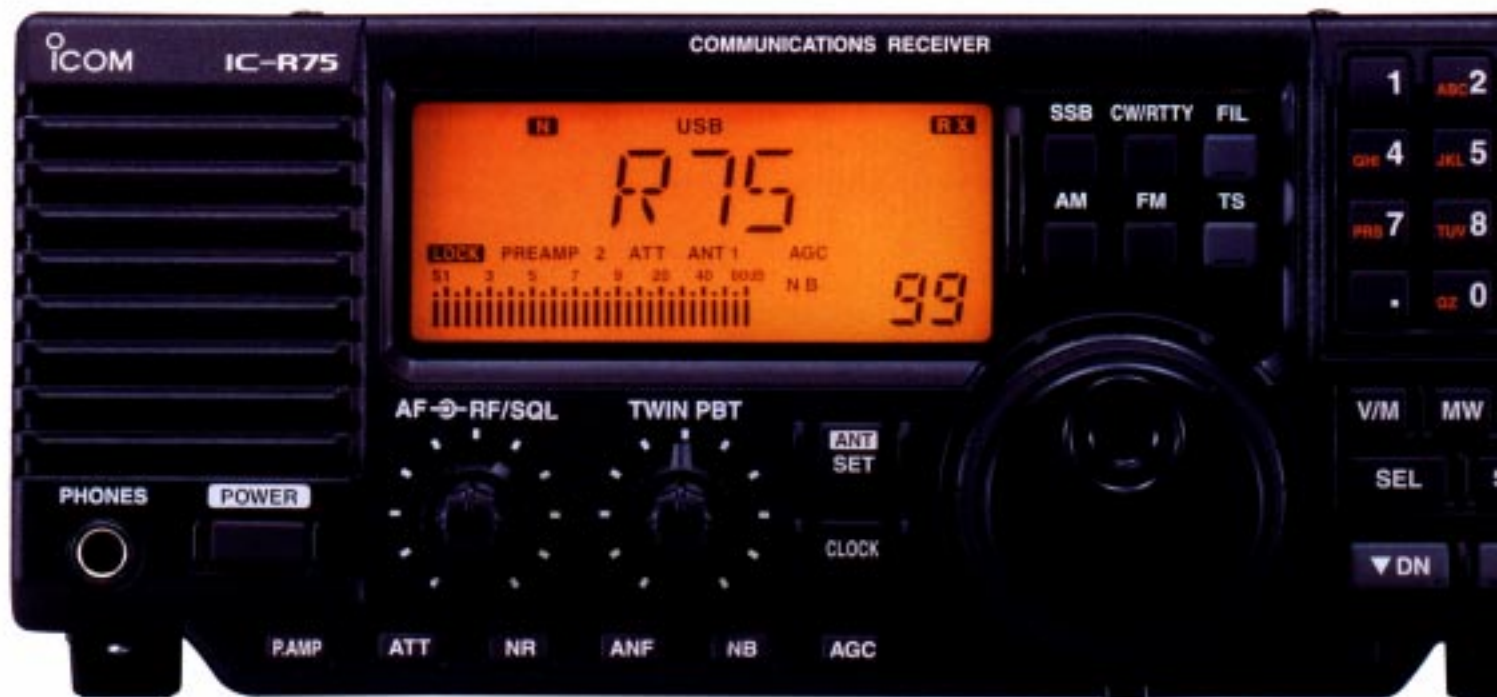 ICOM
IC-R75
COMMUNICATIONS RECEIVER
N USB RX
R75
LOCK PREAMP 2 ATT ANT 1 AGC
S1 3 5 7 9 20 40 60dB
NB
99
SSB CW/RTTY FIL
AM FM TS
1 ABC 2
GHI 4 JKL 5
PRS 7 TUV 8
. QZ 0
AF RF/SQL
TWIN PBT
ANT
SET
CLOCK
V/M MW
SEL S
▼DN
PHONES
POWER
P.AMP ATT NR ANF NB AGC